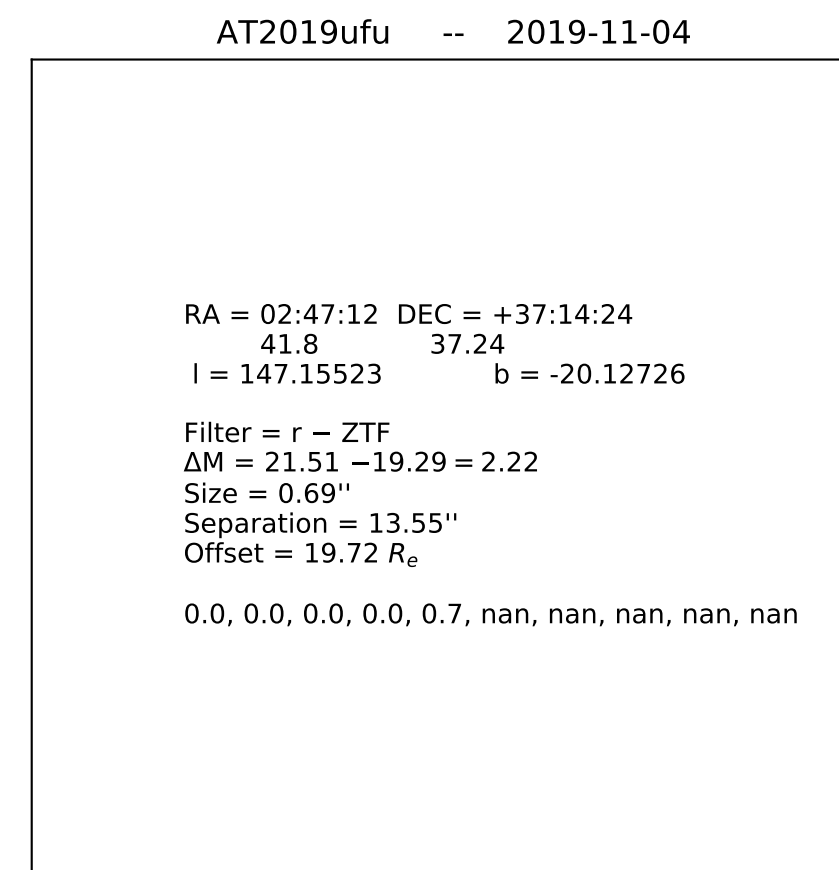 AT2019ufu -- 2019-11-04
RA = 02:47:12 DEC = +37:14:24
41.8 37.24
l = 147.15523 b = -20.12726
Filter = r − ZTF
ΔM = 21.51 −19.29 = 2.22
Size = 0.69''
Separation = 13.55''
Offset = 19.72 Re
0.0, 0.0, 0.0, 0.0, 0.7, nan, nan, nan, nan, nan